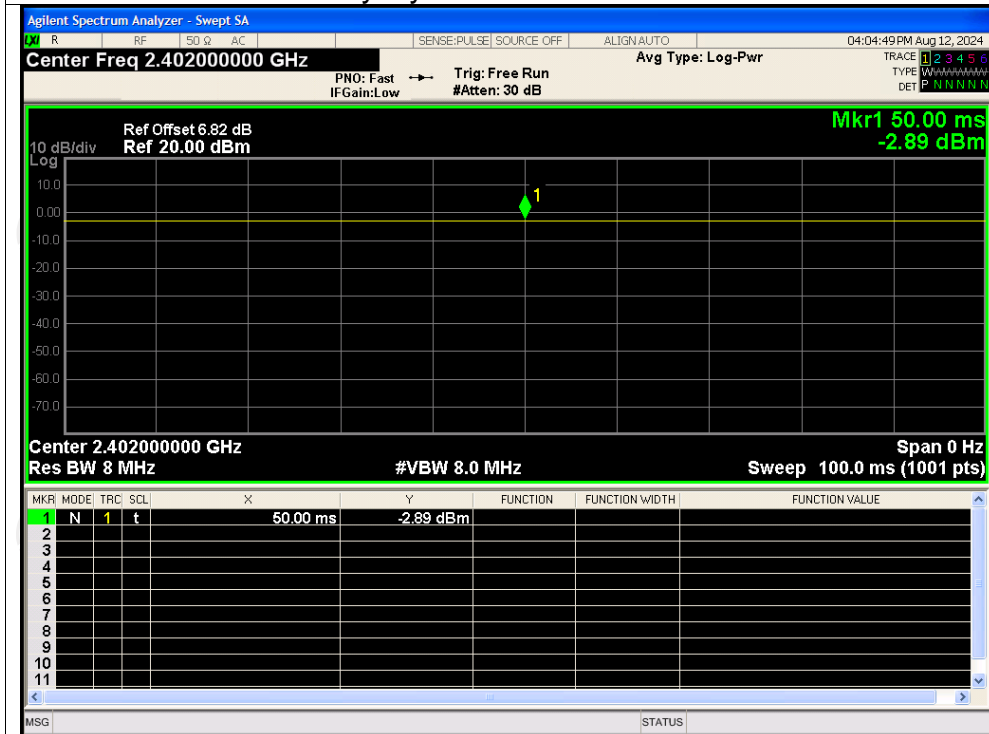 Agilent Spectrum Analyzer - Swept SA
LXI R RF 50 Ω AC SENSE:PULSE SOURCE OFF ALIGN AUTO 04:04:49 PM Aug 12, 2024
Center Freq 2.402000000 GHz
PNO: Fast
IFGain:Low
Trig: Free Run
#Atten: 30 dB
Avg Type: Log-Pwr
TRACE 1 2 3 4 5 6
TYPE W
DET P N N N N N
Mkr1 50.00 ms
-2.89 dBm
Ref Offset 6.82 dB
10 dB/div Ref 20.00 dBm
Log
10.0
0.00
-10.0
-20.0
-30.0
-40.0
-50.0
-60.0
-70.0
1
Center 2.402000000 GHz Span 0 Hz
Res BW 8 MHz #VBW 8.0 MHz Sweep 100.0 ms (1001 pts)
MKR MODE TRC SCL X Y FUNCTION FUNCTION WIDTH FUNCTION VALUE
1 N 1 t 50.00 ms -2.89 dBm
2
3
4
5
6
7
8
9
10
11
MSG STATUS